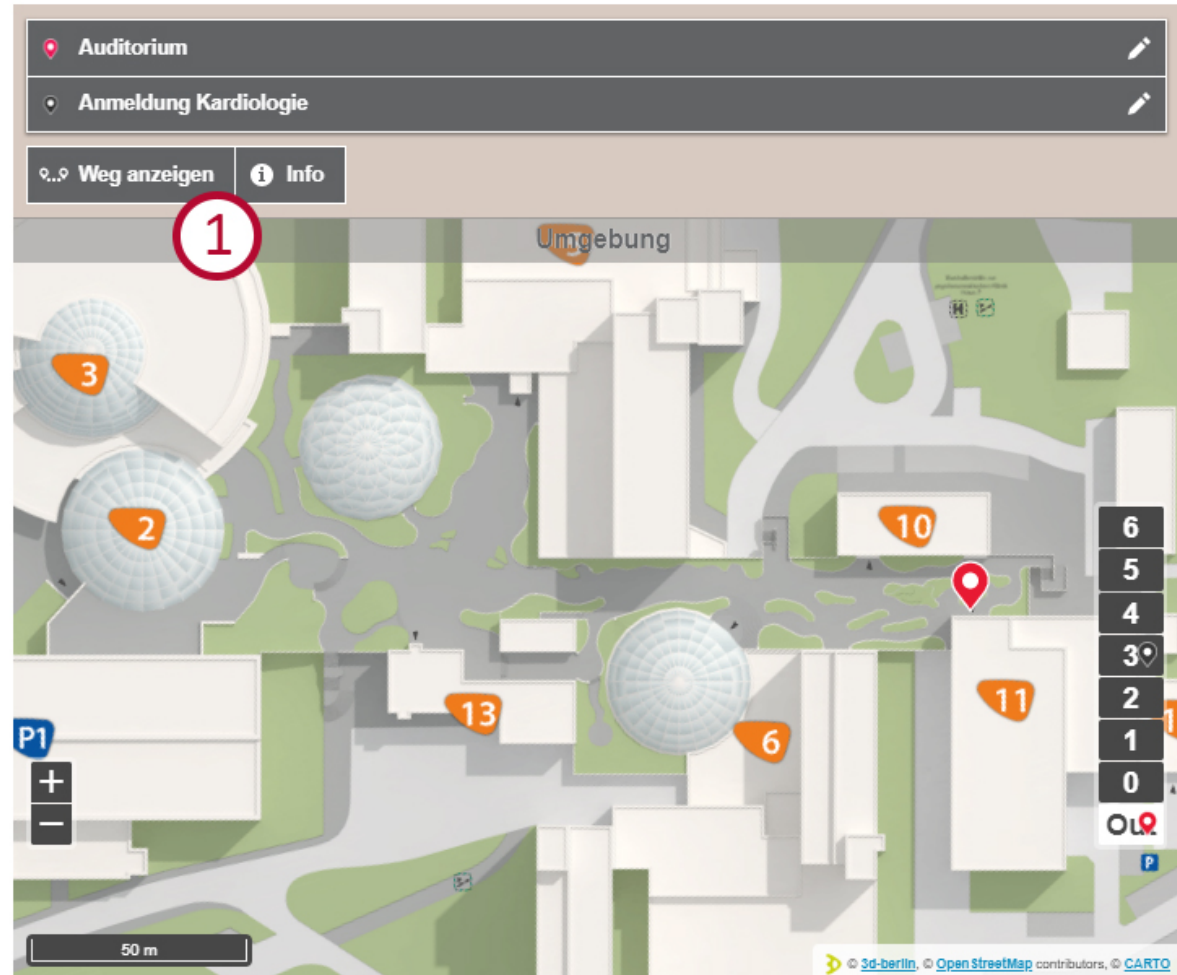 Auditorium
Anmeldung Kardiologie
Weg anzeigen
Info
1
Umgebung
3
2
10
6
5
4
3
2
1
0
13
11
6
P1
+
−
P
50 m
© 3d-berlin, © OpenStreetMap contributors, © CARTO